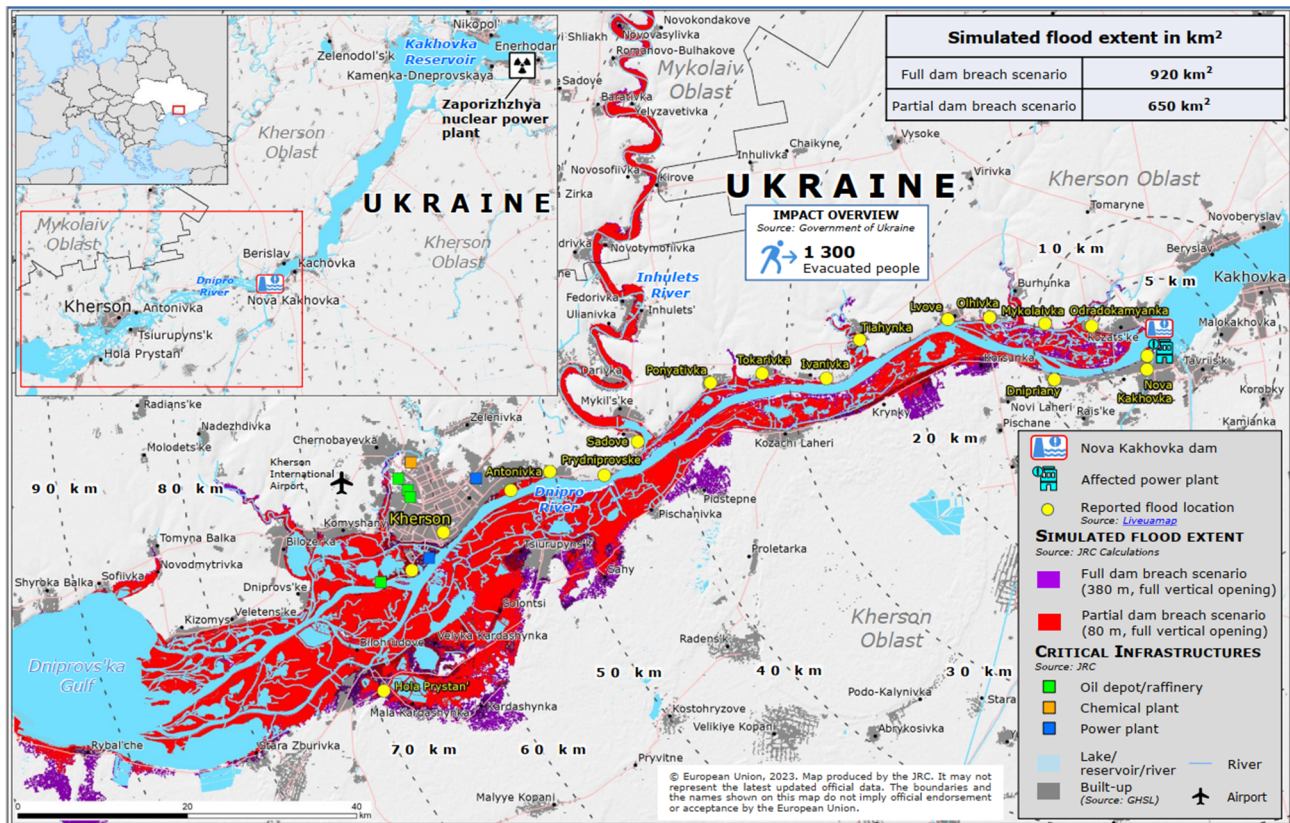 Nikopol'
Zelenodol's'k
Kakhovka
Reservoir
Enerhodar
Kamenka-Dneprovskaya
Zaporizhzhya
nuclear power
plant
Kherson
Oblast
UKRAINE
Mykolaiv
Oblast
Kherson
Oblast
Berislav
Kachovka
Dnipro
River
Nova Kakhovka
Kherson
Antonivka
Tsiurupyns'k
Hola Prystan'
Simulated flood extent in km²
Full dam breach scenario 920 km²
Partial dam breach scenario 650 km²
Novokondakove
Novovasylivka
Romanovo-Bulhakove
Mykolaiv
Oblast
Sadove
Barativka
Yelyzavetivka
Vysoke
Chaikyne
Inhulivka
Novosofiivka
Kirove
Zirka
UKRAINE
Virivka
Kherson Oblast
Tomaryne
Novoberyslav
Beryslav
IMPACT OVERVIEW
Source: Government of Ukraine
1 300
Evacuated people
10 km
5 km
Kakhovka
Novotymofiivka
Inhulets
River
Fedorivka
Ulianivka
Inhulets'
Burhunka
Lvove
Olhivka
Mykolaivka
Odradokamyanka
Kozats'ke
Malokakhovka
Tiahynka
Tavriis'k
Darivka
Ponyativka
Tokarivka
Ivanivka
Korsunka
Dnipriany
Nova
Kakhovka
Korobky
Mykil's'ke
Krynky
Novi Laheri
Rais'ke
Pischane
Kamianka
Radians'ke
Nadezhdivka
Zelenivka
Molodets'ke
Chernobayevka
Sadove
Kozachi Laheri
20 km
Kherson
International
Airport
Antonivka
Prydniprovske
Dnipro
River
90 km
80 km
Kherson
Pidstepne
Pischanivka
Komyshany
Tomyna Balka
Bilozerka
Tsiurupyns'k
Proletarka
Shyroka Balka
Sofiivka
Novodmytrivka
Dniprovs'ke
Sahy
Kizomys
Veletens'ke
Solontsi
Kherson
Oblast
Bilohrudove
Velyka Kardashynka
Radens'k
Dniprovs'ka
Gulf
50 km
40 km
30 km
Hola Prystan'
Mala Kardashynka
Kardashynka
Podo-Kalynivka
Kostohryzove
Velikiye Kopani
Abrykosivka
Rybal'che
Stara Zburivka
70 km
60 km
Pryvitne
Malyye Kopani
0 20 40
km
© European Union, 2023. Map produced by the JRC. It may not
represent the latest updated official data. The boundaries and
the names shown on this map do not imply official endorsement
or acceptance by the European Union.
Nova Kakhovka dam
Affected power plant
Reported flood location
Source: Liveuamap
SIMULATED FLOOD EXTENT
Source: JRC Calculations
Full dam breach scenario
(380 m, full vertical opening)
Partial dam breach scenario
(80 m, full vertical opening)
CRITICAL INFRASTRUCTURES
Source: JRC
Oil depot/raffinery
Chemical plant
Power plant
Lake/
reservoir/river
River
Built-up
(Source: GHSL)
Airport